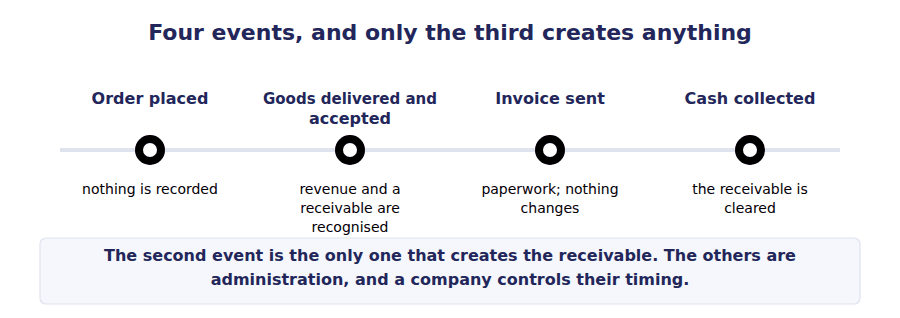 Four events, and only the third creates anything
Order placed
Goods delivered and
accepted
Invoice sent
Cash collected
nothing is recorded
revenue and a
receivable are
recognised
paperwork; nothing
changes
the receivable is
cleared
The second event is the only one that creates the receivable. The others are
administration, and a company controls their timing.